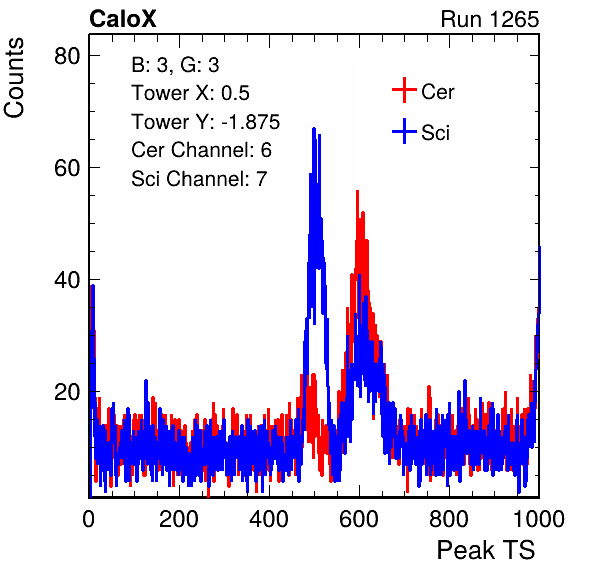 CaloX
Run 1265
Counts
80
60
40
20
B: 3, G: 3
Tower X: 0.5
Tower Y: -1.875
Cer Channel: 6
Sci Channel: 7
Cer
Sci
0 200 400 600 800 1000
Peak TS